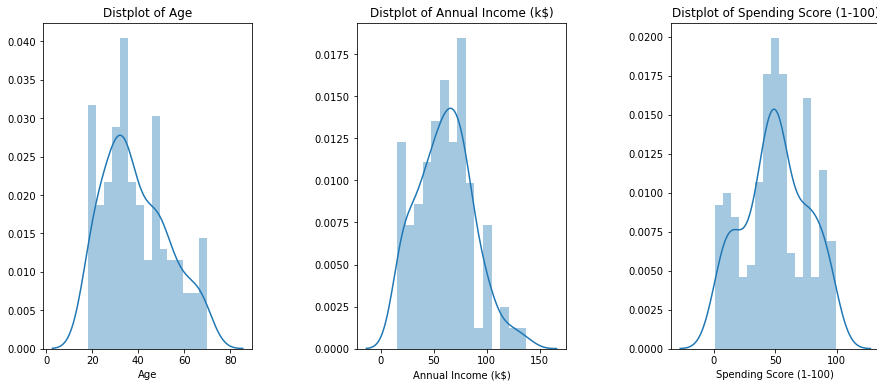 Distplot of Age
0.040
0.035
0.030
0.025
0.020
0.015
0.010
0.005
0.000
0 20 40 60 80
Age
Distplot of Annual Income (k$)
0.0175
0.0150
0.0125
0.0100
0.0075
0.0050
0.0025
0.0000
0 50 100 150
Annual Income (k$)
Distplot of Spending Score (1-100)
0.0200
0.0175
0.0150
0.0125
0.0100
0.0075
0.0050
0.0025
0.0000
0 50 100
Spending Score (1-100)